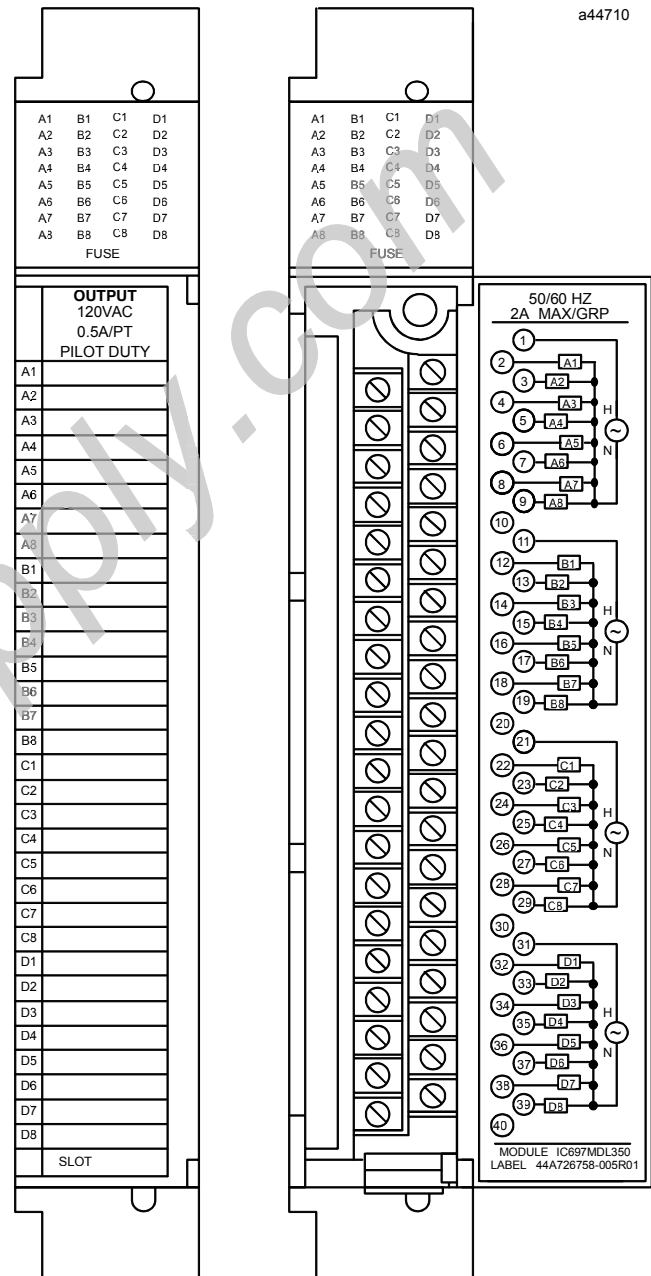 a44710
A1 B1 C1 D1
A2 B2 C2 D2
A3 B3 C3 D3
A4 B4 C4 D4
A5 B5 C5 D5
A6 B6 C6 D6
A7 B7 C7 D7
A8 B8 C8 D8
FUSE
A1 B1 C1 D1
A2 B2 C2 D2
A3 B3 C3 D3
A4 B4 C4 D4
A5 B5 C5 D5
A6 B6 C6 D6
A7 B7 C7 D7
A8 B8 C8 D8
FUSE
OUTPUT
120VAC
0.5A/PT
PILOT DUTY
A1
A2
A3
A4
A5
A6
A7
A8
B1
B2
B3
B4
B5
B6
B7
B8
C1
C2
C3
C4
C5
C6
C7
C8
D1
D2
D3
D4
D5
D6
D7
D8
SLOT
50/60 HZ
2A MAX/GRP
1
2 A1
3 A2
4 A3
H
5 A4
6 A5
N
7 A6
8 A7
9 A8
10
11
12 B1
13 B2
14 B3
H
15 B4
16 B5
N
17 B6
18 B7
19 B8
20
21
22 C1
23 C2
24 C3
H
25 C4
26 C5
N
27 C6
28 C7
29 C8
30
31
32 D1
33 D2
34 D3
H
35 D4
36 D5
N
37 D6
38 D7
39 D8
40
MODULE IC697MDL350
LABEL 44A726758-005R01
pply.com